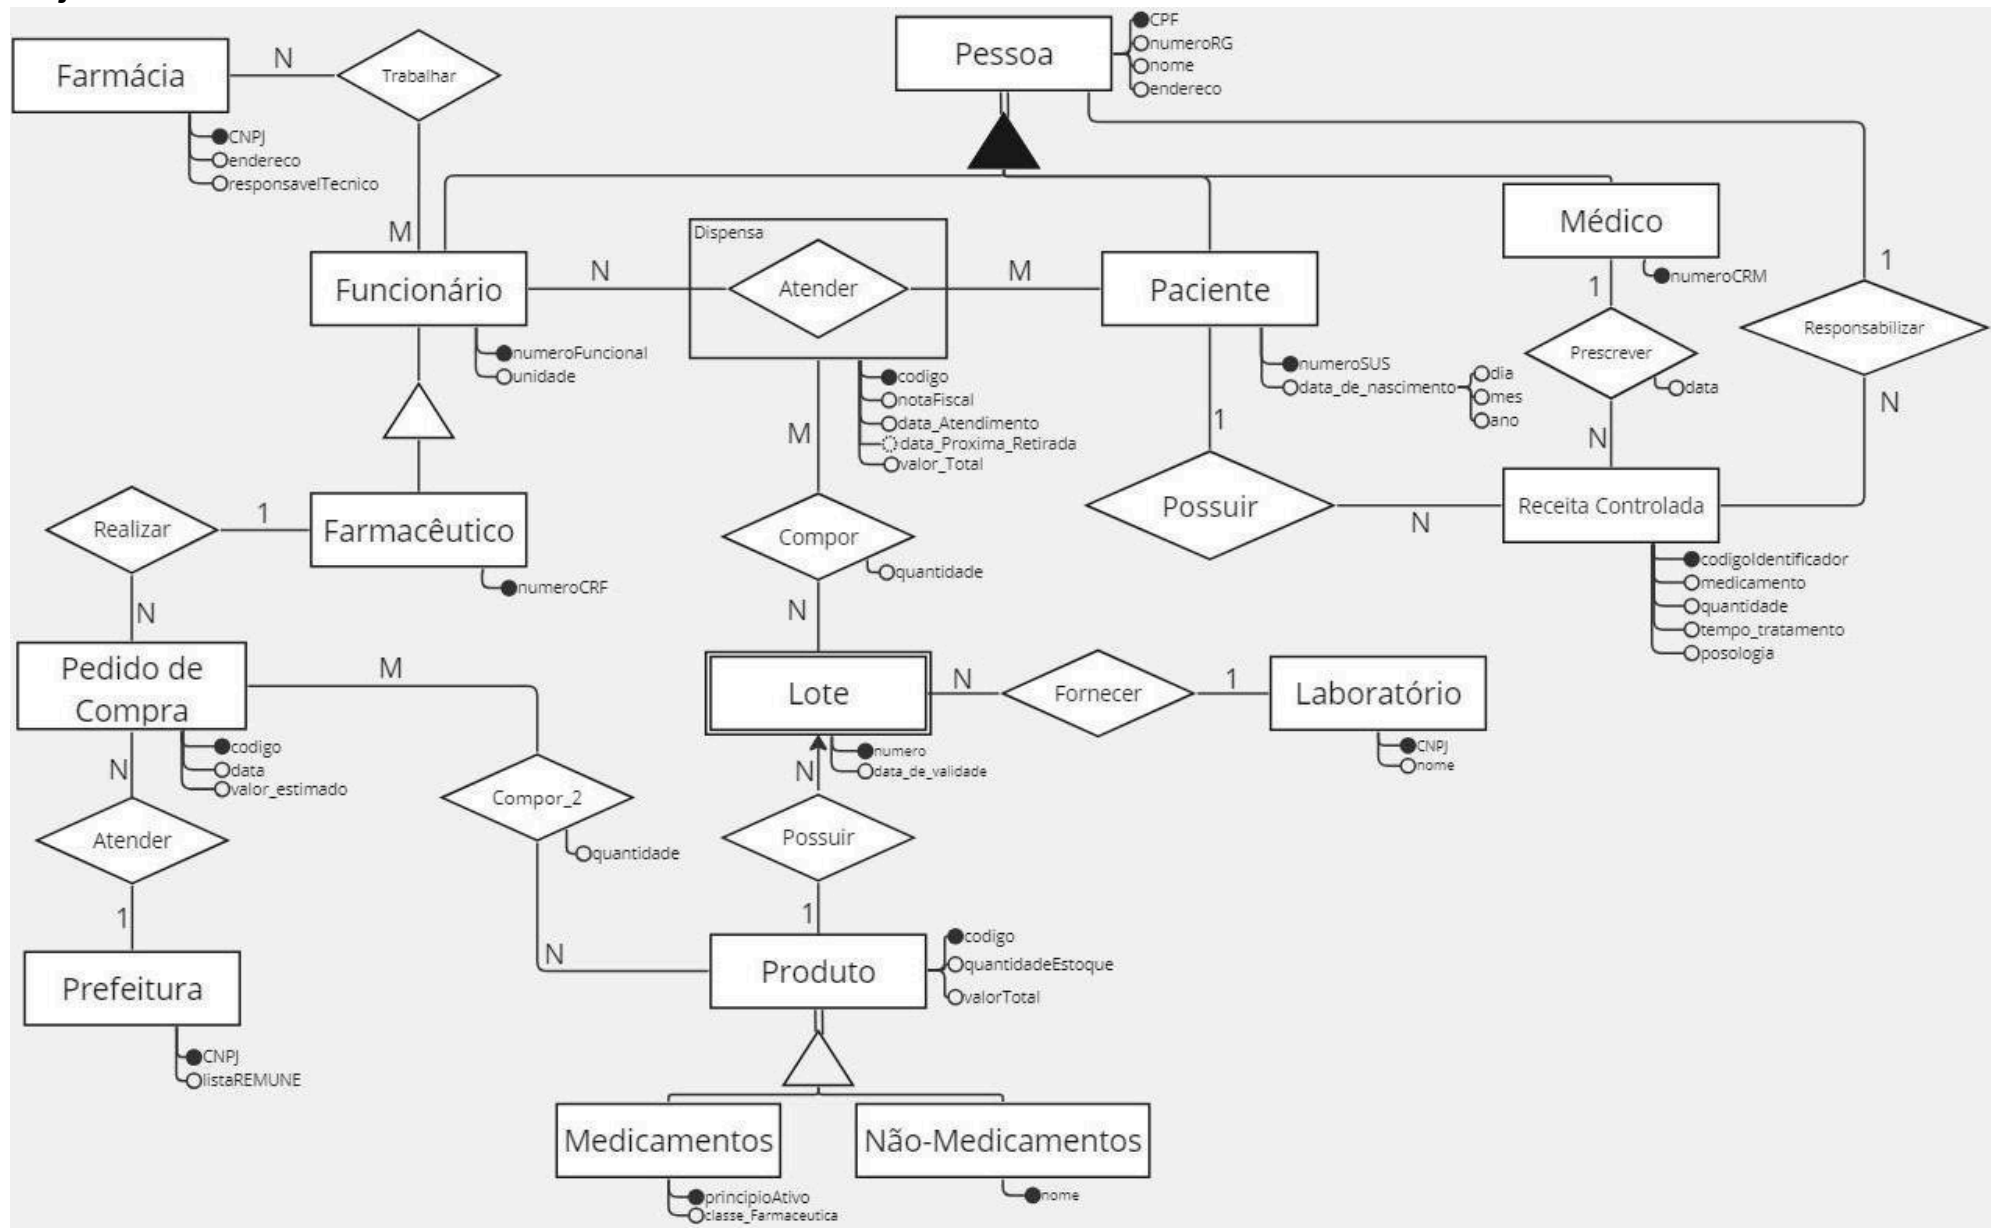 Farmácia
N
Trabalhar
CNPJ
endereco
responsavelTecnico
M
Pessoa
CPF
numeroRG
nome
endereco
Funcionário
numeroFuncional
unidade
N
Dispensa
Atender
M
codigo
notaFiscal
data_Atendimento
data_Proxima_Retirada
valor_Total
Paciente
numeroSUS
data_de_nascimento
dia
mes
ano
Médico
numeroCRM
1
Prescrever
data
N
1
Responsabilizar
N
1
Possuir
N
Receita Controlada
codigoIdentificador
medicamento
quantidade
tempo_tratamento
posologia
Realizar
1
Farmacêutico
numeroCRF
N
M
Compor
quantidade
N
Pedido de
Compra
codigo
data
valor_estimado
M
Lote
numero
data_de_validade
N
Fornecer
1
Laboratório
CNPJ
nome
N
Atender
1
Compor_2
quantidade
N
N
Possuir
1
Prefeitura
CNPJ
listaREMUNE
Produto
codigo
quantidadeEstoque
valorTotal
Medicamentos
principioAtivo
classe_Farmaceutica
Não-Medicamentos
nome